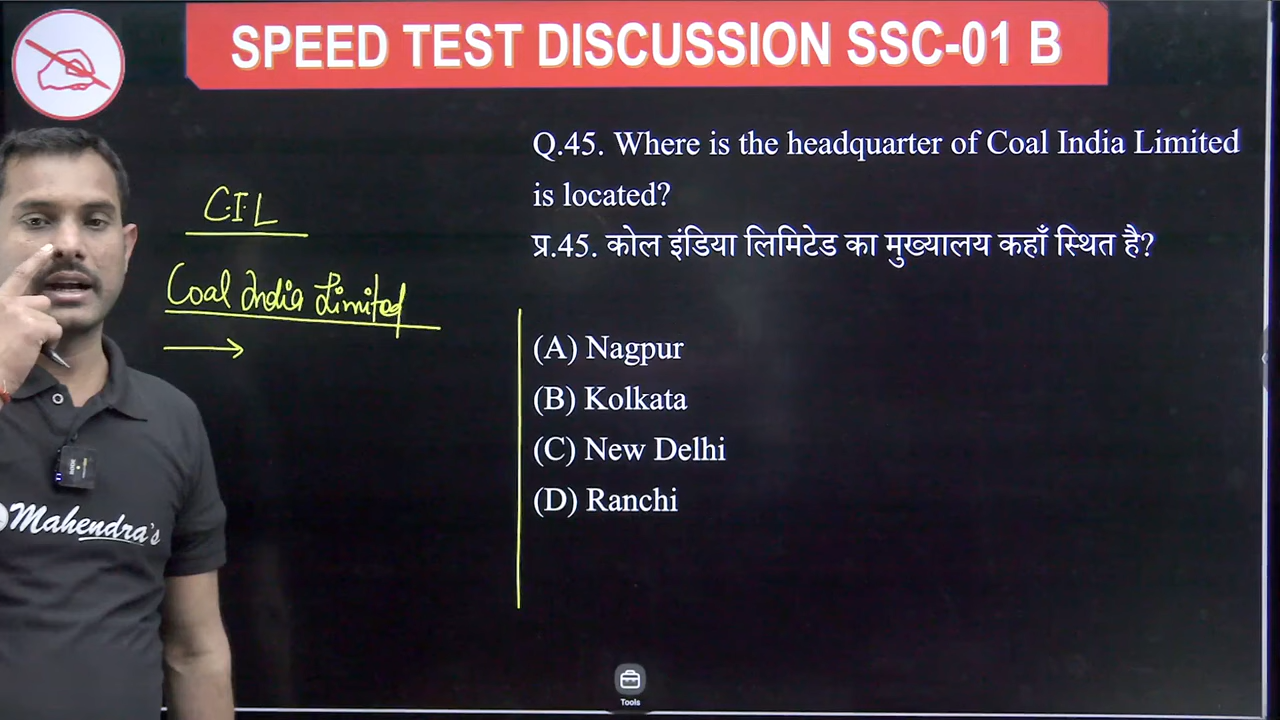 SPEED TEST DISCUSSION SSC-01 B
Q.45. Where is the headquarter of Coal India Limited
is located?
प्र.45. कोल इंडिया लिमिटेड का मुख्यालय कहाँ स्थित है?
C.I.L
Coal India Limited
(A) Nagpur
(B) Kolkata
(C) New Delhi
(D) Ranchi
Mahendra's
Tools